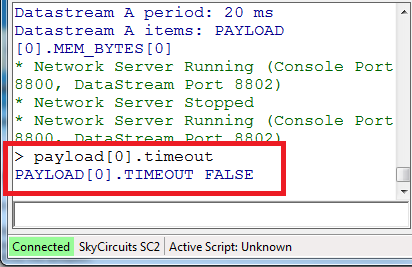 Datastream A period: 20 ms
Datastream A items: PAYLOAD
[0].MEM_BYTES[0]
* Network Server Running (Console Port
8800, DataStream Port 8802)
* Network Server Stopped
* Network Server Running (Console Port
8800, DataStream Port 8802)
> payload[0].timeout
PAYLOAD[0].TIMEOUT FALSE
Connected SkyCircuits SC2 Active Script: Unknown